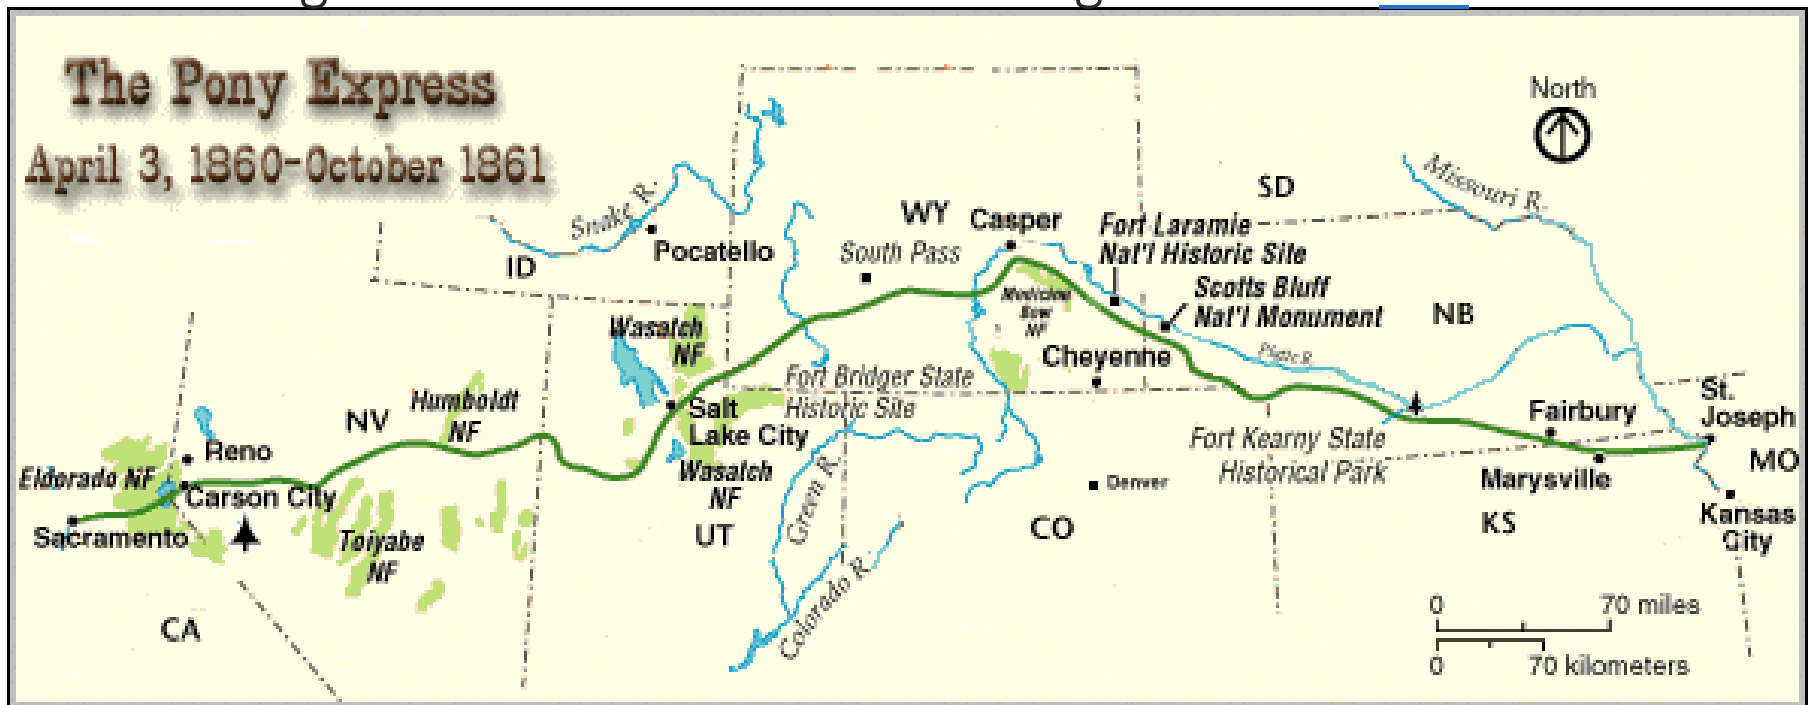 The Pony Express
April 3, 1860-October 1861
North
Missouri R.
SD
Snake R.
WY
Casper
Fort Laramie
Nat'l Historic Site
Pocatello
South Pass
ID
Scotts Bluff
Nat'l Monument
Medicine
Bow
NF
NB
Wasatch
NF
Cheyenne
Platte R.
Fort Bridger State
Historic Site
St.
Joseph
NV
Humboldt
NF
Salt
Lake City
Fairbury
Fort Kearny State
Historical Park
Reno
MO
Eldorado NF
Carson City
Wasatch
NF
Green R.
Denver
Marysville
Sacramento
Toiyabe
NF
UT
CO
KS
Kansas
City
Colorado R.
CA
0 70 miles
0 70 kilometers